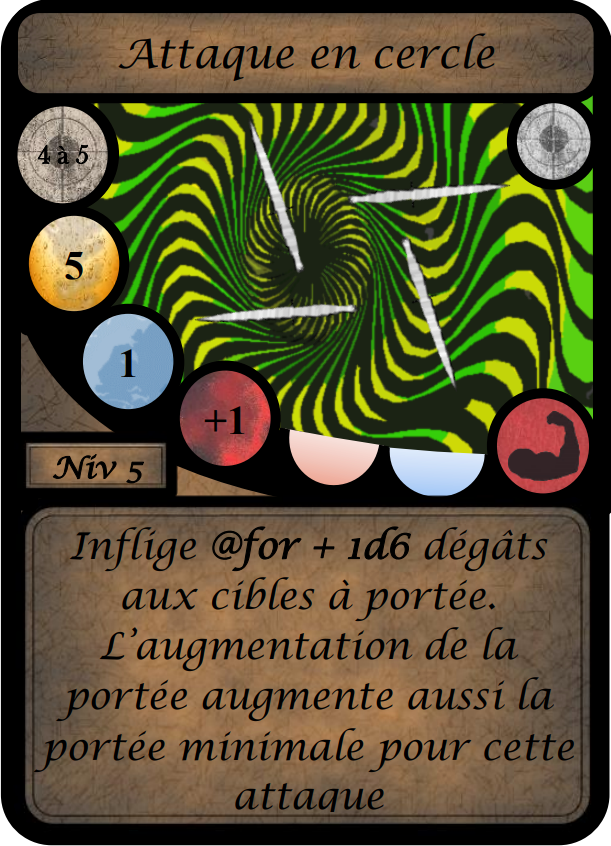 Attaque en cercle
4 à 5
5
1
+1
Niv 5
Inflige @for + 1d6 dégâts
aux cibles à portée.
L'augmentation de la
portée augmente aussi la
portée minimale pour cette
attaque